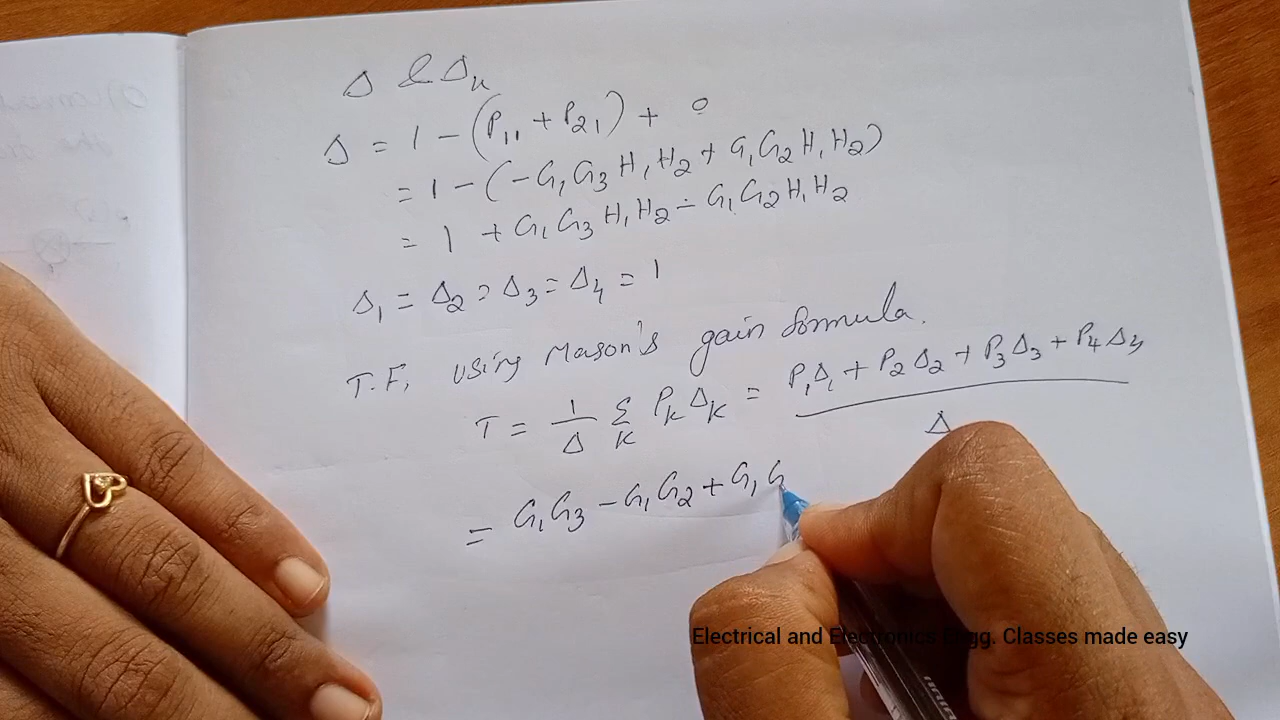 Δ & Δk
Δ = 1 - (P11 + P21) + 0
= 1 - (-G1G3H1H2 + G1G2H1H2)
= 1 + G1G3H1H2 - G1G2H1H2
Δ1 = Δ2 = Δ3 = Δ4 = 1
T.F, using Mason's gain formula.
T = 1/Δ Σ_K PkΔk = (P1Δ1 + P2Δ2 + P3Δ3 + P4Δ4)/Δ
= G1G3 - G1G2 + G1G
Electrical and Electronics Engg. Classes made easy